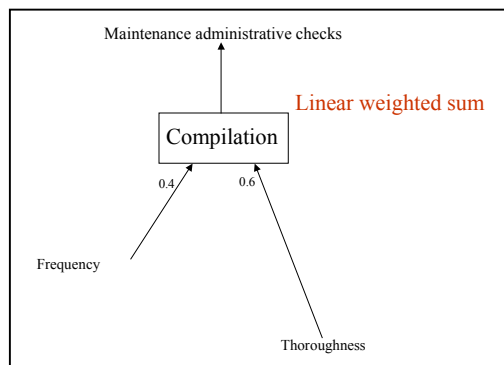 Maintenance administrative checks
Linear weighted sum
Compilation
0.4
0.6
Frequency
Thoroughness